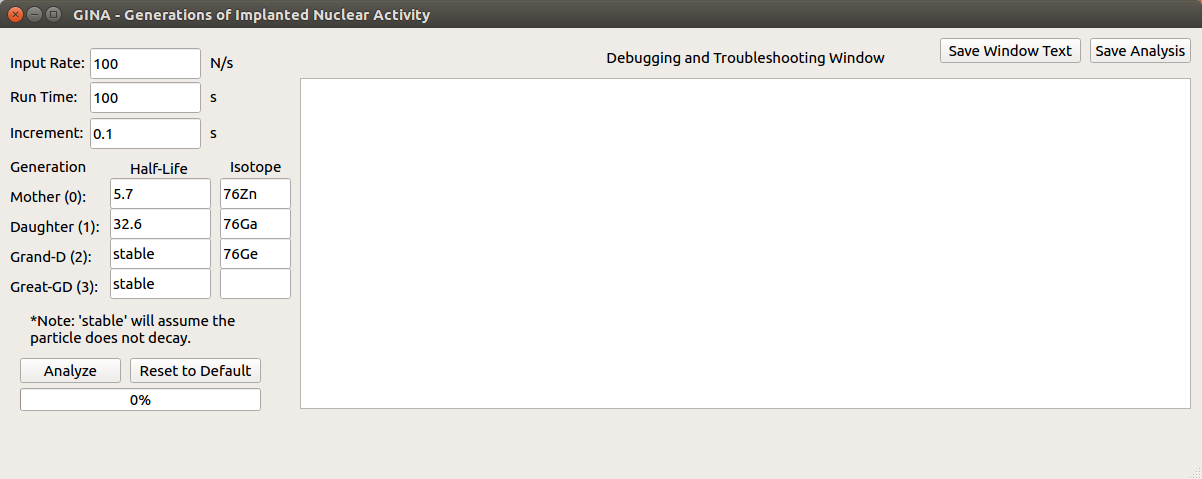 GINA - Generations of Implanted Nuclear Activity
Input Rate: 100 N/s
Run Time: 100 s
Increment: 0.1 s
Generation Half-Life Isotope
Mother (0): 5.7 76Zn
Daughter (1): 32.6 76Ga
Grand-D (2): stable 76Ge
Great-GD (3): stable
*Note: 'stable' will assume the
particle does not decay.
Analyze Reset to Default
0%
Debugging and Troubleshooting Window
Save Window Text Save Analysis